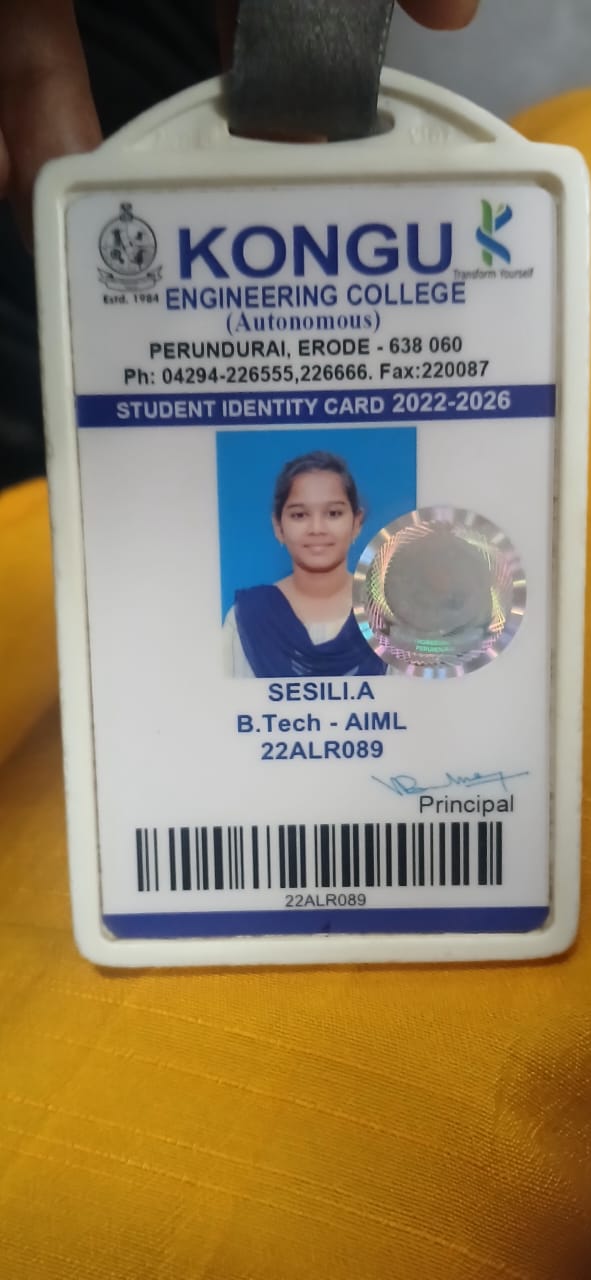 KONGU
Transform Yourself
Estd. 1984
ENGINEERING COLLEGE
(Autonomous)
PERUNDURAI, ERODE - 638 060
Ph: 04294-226555,226666. Fax:220087
STUDENT IDENTITY CARD 2022-2026
SESILI.A
B.Tech - AIML
22ALR089
Principal
22ALR089